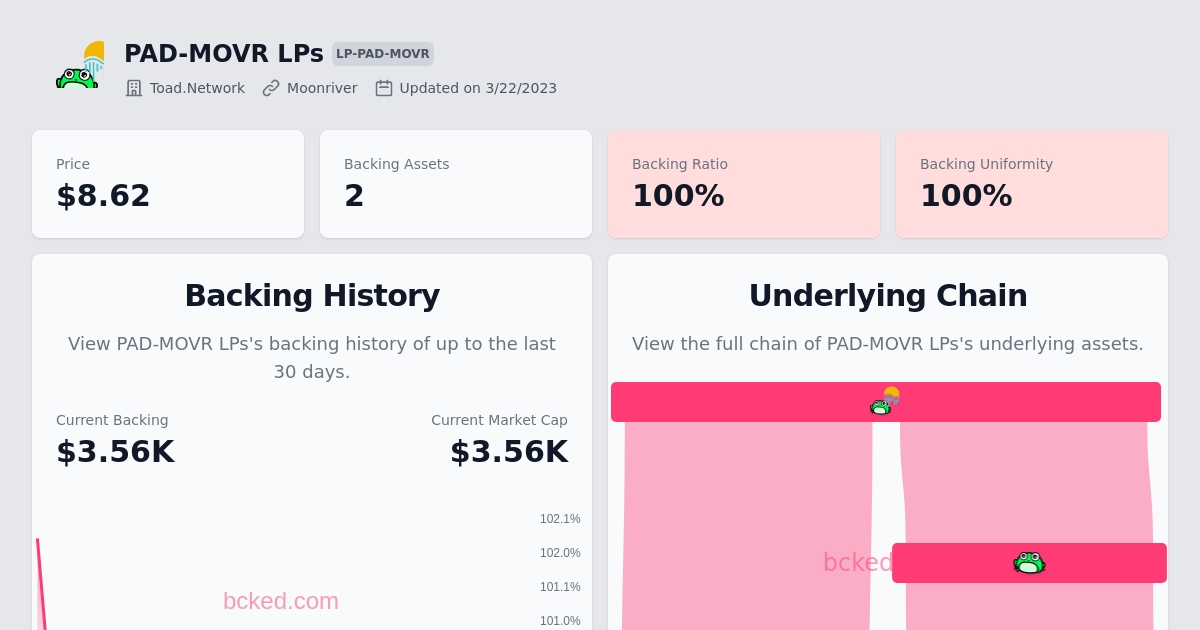 PAD-MOVR LPs LP-PAD-MOVR
Toad.Network Moonriver Updated on 3/22/2023
Price
$8.62
Backing Assets
2
Backing Ratio
100%
Backing Uniformity
100%
Backing History
View PAD-MOVR LPs's backing history of up to the last
30 days.
Current Backing
$3.56K
Current Market Cap
$3.56K
102.1%
102.0%
101.1%
101.0%
bcked.com
Underlying Chain
View the full chain of PAD-MOVR LPs's underlying assets.
bcked